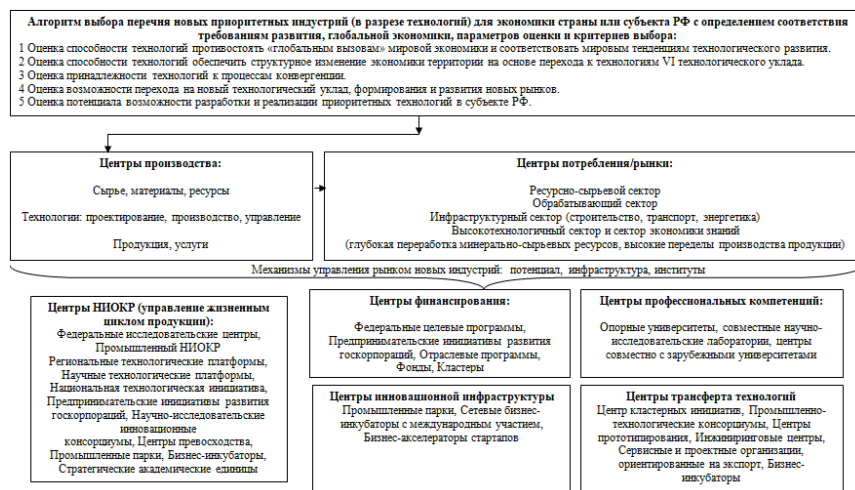 Алгоритм выбора перечня новых приоритетных индустрий (в разрезе технологий) для экономики страны или субъекта РФ с определением соответствия
требованиям развития, глобальной экономики, параметров оценки и критериев выбора:
1 Оценка способности технологий противостоять «глобальным вызовам» мировой экономики и соответствовать мировым тенденциям технологического развития.
2 Оценка способности технологий обеспечить структурное изменение экономики территории на основе перехода к технологиям VI технологического уклада.
3 Оценка принадлежности технологий к процессам конвергенции.
4 Оценка возможности перехода на новый технологический уклад, формирования и развития новых рынков.
5 Оценка потенциала возможности разработки и реализации приоритетных технологий в субъекте РФ.
Центры производства:
Сырье, материалы, ресурсы
Технологии: проектирование, производство, управление
Продукция, услуги
Центры потребления/рынки:
Ресурсно-сырьевой сектор
Обрабатывающий сектор
Инфраструктурный сектор (строительство, транспорт, энергетика)
Высокотехнологичный сектор и сектор экономики знаний
(глубокая переработка минерально-сырьевых ресурсов, высокие переделы производства продукции)
Механизмы управления рынком новых индустрий: потенциал, инфраструктура, институты
Центры НИОКР (управление жизненным
циклом продукции):
Федеральные исследовательские центры,
Промышленный НИОКР
Региональные технологические платформы,
Научные технологические платформы,
Национальная технологическая инициатива,
Предпринимательские инициативы развития
госкорпораций, Научно-исследовательские
инновационные
консорциумы, Центры превосходства,
Промышленные парки, Бизнес-инкубаторы,
Стратегические академические единицы
Центры финансирования:
Федеральные целевые программы,
Предпринимательские инициативы развития
госкорпораций, Отраслевые программы,
Фонды, Кластеры
Центры профессиональных компетенций:
Опорные университеты, совместные научно-
исследовательские лаборатории, центры
совместно с зарубежными университетами
Центры инновационной инфраструктуры
Промышленные парки, Сетевые бизнес-
инкубаторы с международным участием,
Бизнес-акселераторы стартапов
Центры трансферта технологий
Центр кластерных инициатив, Промышленно-
технологические консорциумы, Центры
прототипирования, Инжиниринговые центры,
Сервисные и проектные организации,
ориентированные на экспорт, Бизнес-
инкубаторы